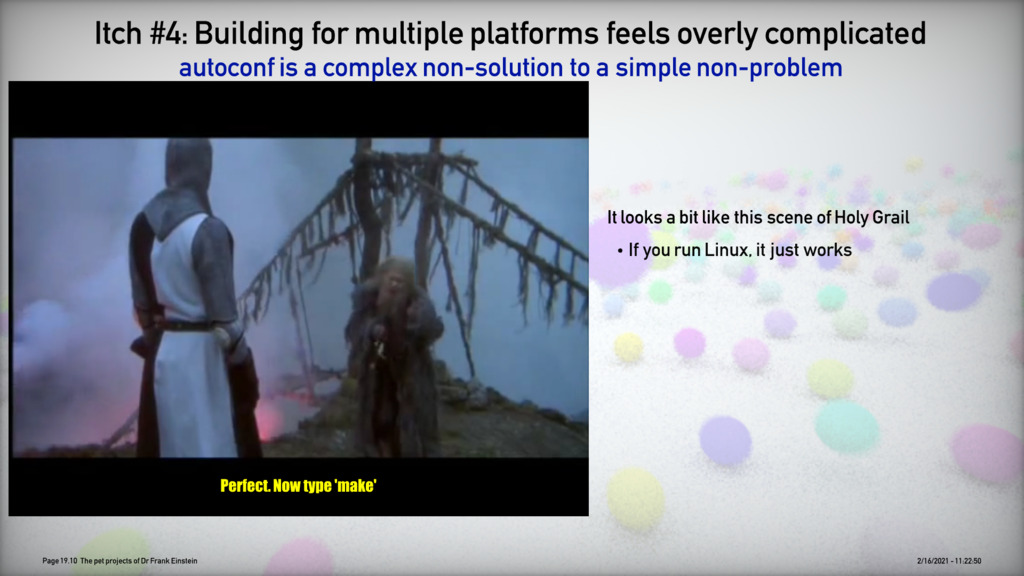 Itch #4: Building for multiple platforms feels overly complicated
autoconf is a complex non-solution to a simple non-problem
It looks a bit like this scene of Holy Grail
• If you run Linux, it just works
Perfect. Now type 'make'
Page 19.10 The pet projects of Dr Frank Einstein
2/16/2021 - 11:22:50